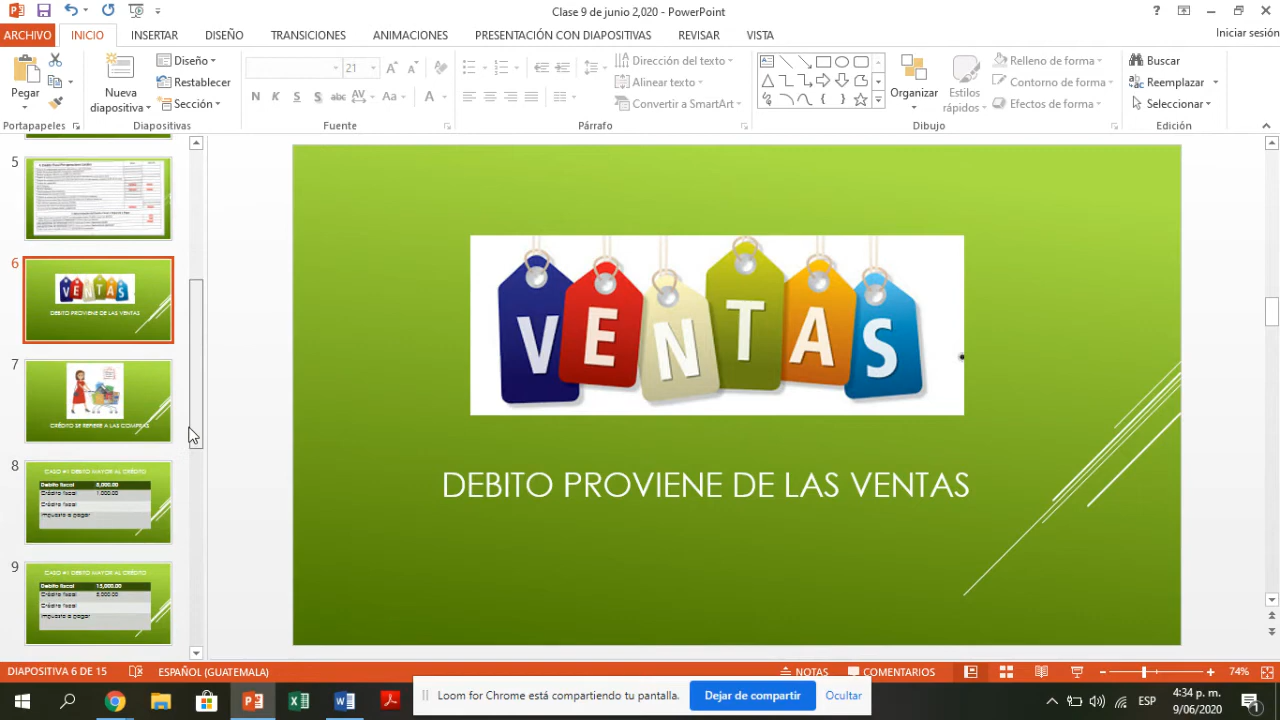 Clase 9 de junio 2,020 - PowerPoint
ARCHIVO INICIO INSERTAR DISEÑO TRANSICIONES ANIMACIONES PRESENTACIÓN CON DIAPOSITIVAS REVISAR VISTA Iniciar sesión
Pegar
Nueva diapositiva
Diseño
Restablecer
Sección
21
N K S S abc AV Aa A
Dirección del texto
Alinear texto
Convertir a SmartArt
Organizar
Estilos rápidos
Relleno de forma
Contorno de forma
Efectos de forma
Buscar
Reemplazar
Seleccionar
Portapapeles Diapositivas Fuente Párrafo Dibujo Edición
5
6
VENTAS
DEBITO PROVIENE DE LAS VENTAS
7
CRÉDITO SE REFIERE A LAS COMPRAS
8
CASO #1 DEBITO MAYOR AL CRÉDITO
Debito fiscal 8,000.00
Crédito fiscal 1,000.00
Crédito fiscal
Impuesto a pagar
9
CASO #1 DEBITO MAYOR AL CRÉDITO
Debito fiscal 15,000.00
Crédito fiscal 5,000.00
Crédito fiscal
Impuesto a pagar
VENTAS
DEBITO PROVIENE DE LAS VENTAS
DIAPOSITIVA 6 DE 15 ESPAÑOL (GUATEMALA) NOTAS COMENTARIOS 74%
Loom for Chrome está compartiendo tu pantalla. Dejar de compartir Ocultar
ESP
4:34 p. m.
9/06/2020
1